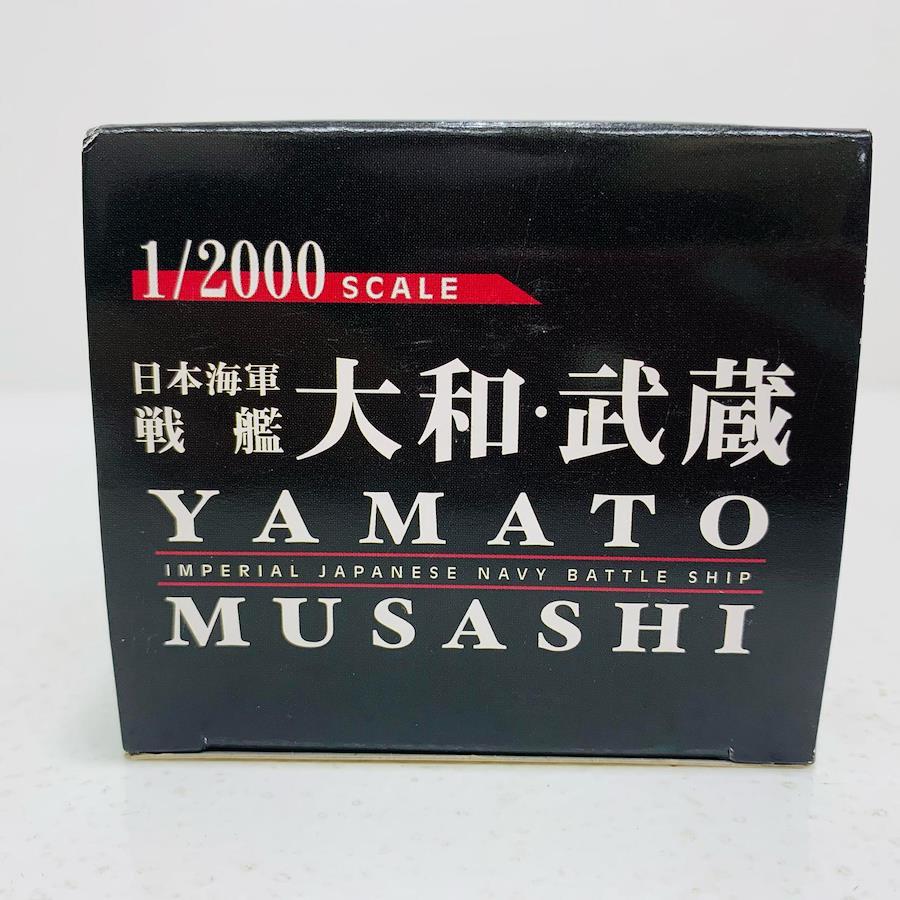 1/2000 SCALE
日本海軍
戦艦 大和・武蔵
YAMATO
IMPERIAL JAPANESE NAVY BATTLE SHIP
MUSASHI